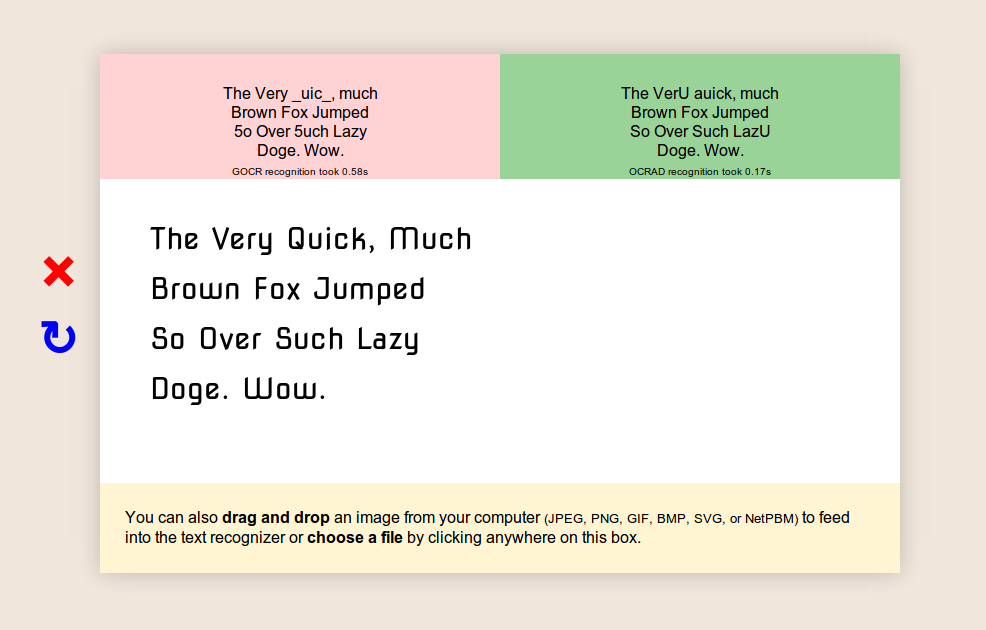 The Very _uic_, much
Brown Fox Jumped
5o Over 5uch Lazy
Doge. Wow.
GOCR recognition took 0.58s
The VerU auick, much
Brown Fox Jumped
So Over Such LazU
Doge. Wow.
OCRAD recognition took 0.17s
The Very Quick, Much
Brown Fox Jumped
So Over Such Lazy
Doge. Wow.
You can also drag and drop an image from your computer (JPEG, PNG, GIF, BMP, SVG, or NetPBM) to feed
into the text recognizer or choose a file by clicking anywhere on this box.